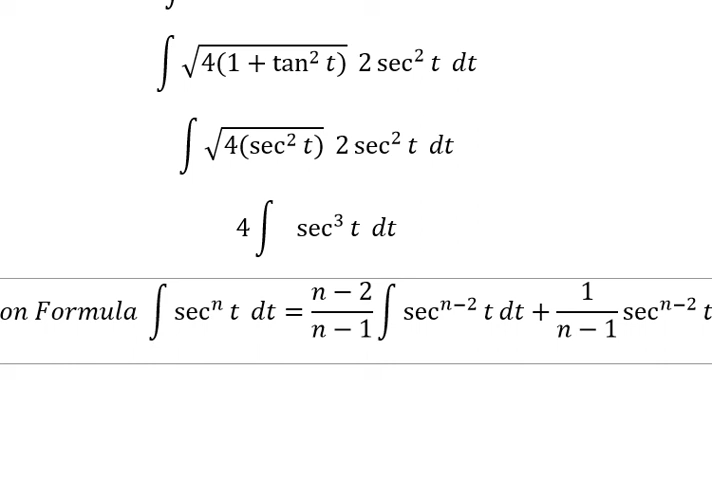 ∫ √4(1 + tan² t) 2 sec² t dt
∫ √4(sec² t) 2 sec² t dt
4 ∫ sec³ t dt
on Formula ∫ secⁿ t dt = n − 2 / n − 1 ∫ secⁿ⁻² t dt + 1 / n − 1 secⁿ⁻² t